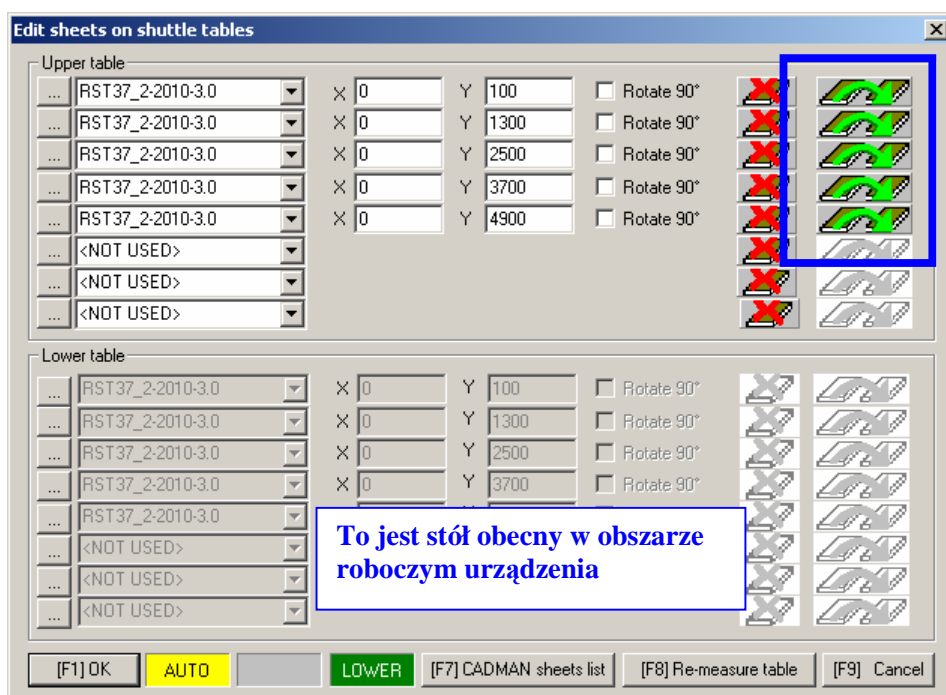 Edit sheets on shuttle tables
Upper table
... RST37_2-2010-3.0 X 0 Y 100 Rotate 90°
... RST37_2-2010-3.0 X 0 Y 1300 Rotate 90°
... RST37_2-2010-3.0 X 0 Y 2500 Rotate 90°
... RST37_2-2010-3.0 X 0 Y 3700 Rotate 90°
... RST37_2-2010-3.0 X 0 Y 4900 Rotate 90°
... <NOT USED>
... <NOT USED>
... <NOT USED>
Lower table
... RST37_2-2010-3.0 X 0 Y 100 Rotate 90°
... RST37_2-2010-3.0 X 0 Y 1300 Rotate 90°
... RST37_2-2010-3.0 X 0 Y 2500 Rotate 90°
... RST37_2-2010-3.0 X 0 Y 3700 Rotate 90°
... RST37_2-2010-3.0
... <NOT USED>
... <NOT USED>
... <NOT USED>
To jest stół obecny w obszarze
roboczym urządzenia
[F1] OK AUTO LOWER [F7] CADMAN sheets list [F8] Re-measure table [F9] Cancel